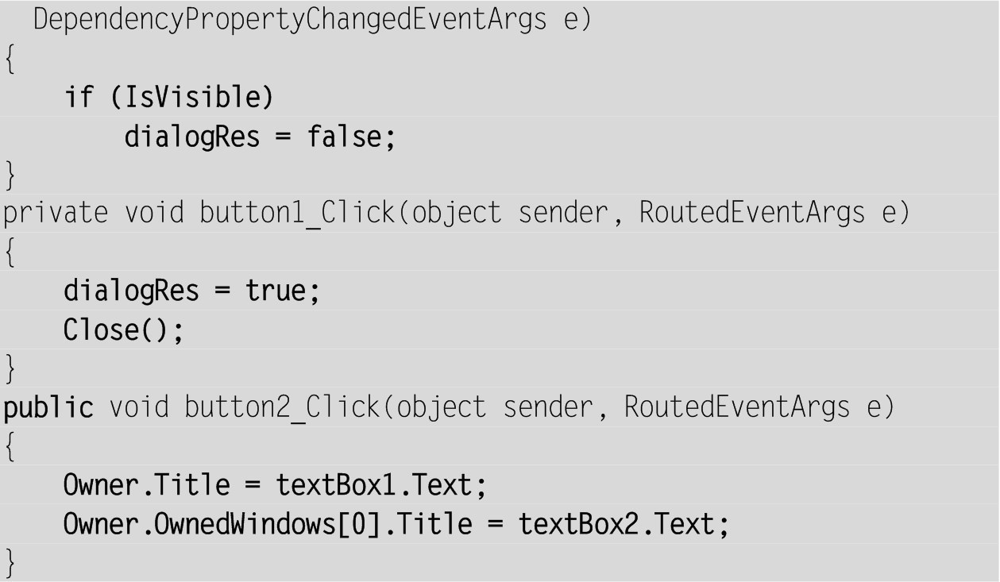 DependencyPropertyChangedEventArgs e)
{
if (IsVisible)
dialogRes = false;
}
private void button1_Click(object sender, RoutedEventArgs e)
{
dialogRes = true;
Close();
}
public void button2_Click(object sender, RoutedEventArgs e)
{
Owner.Title = textBox1.Text;
Owner.OwnedWindows[0].Title = textBox2.Text;
}